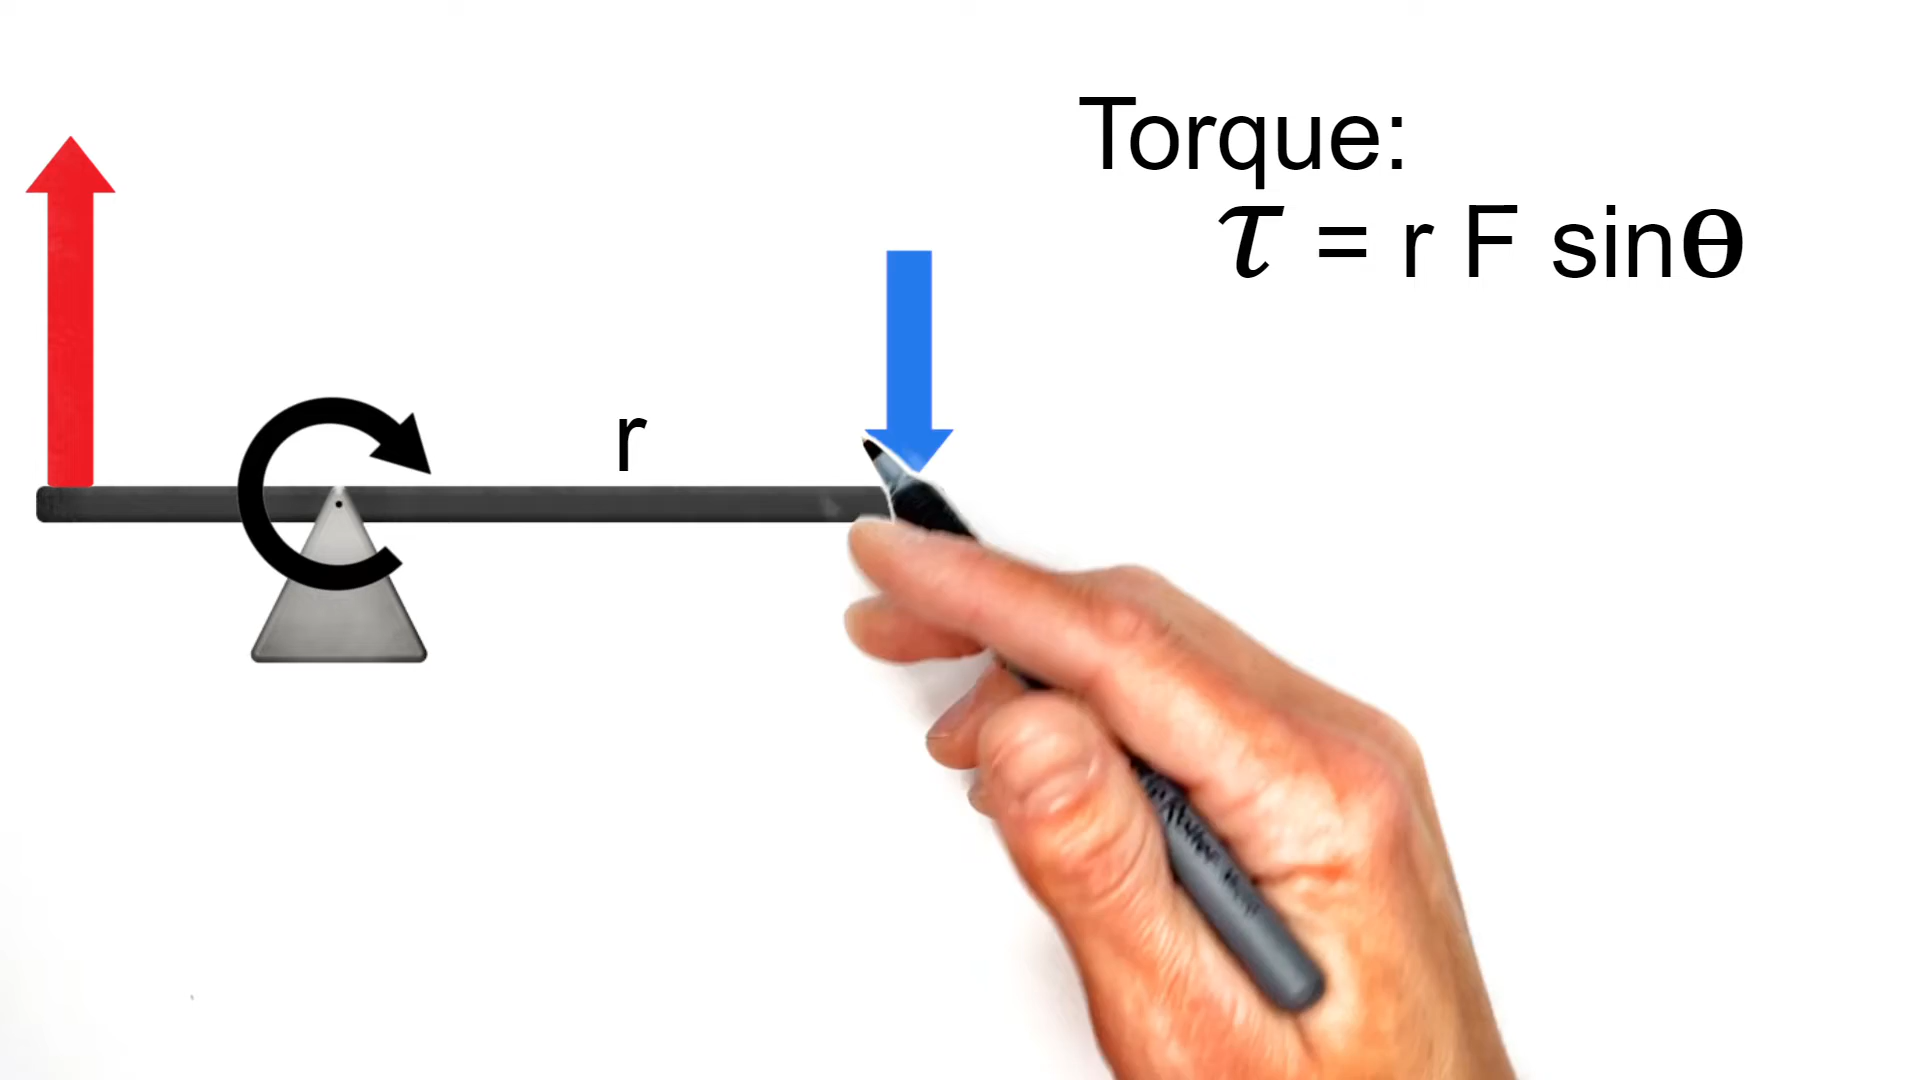 Torque:
τ = r F sinθ
r